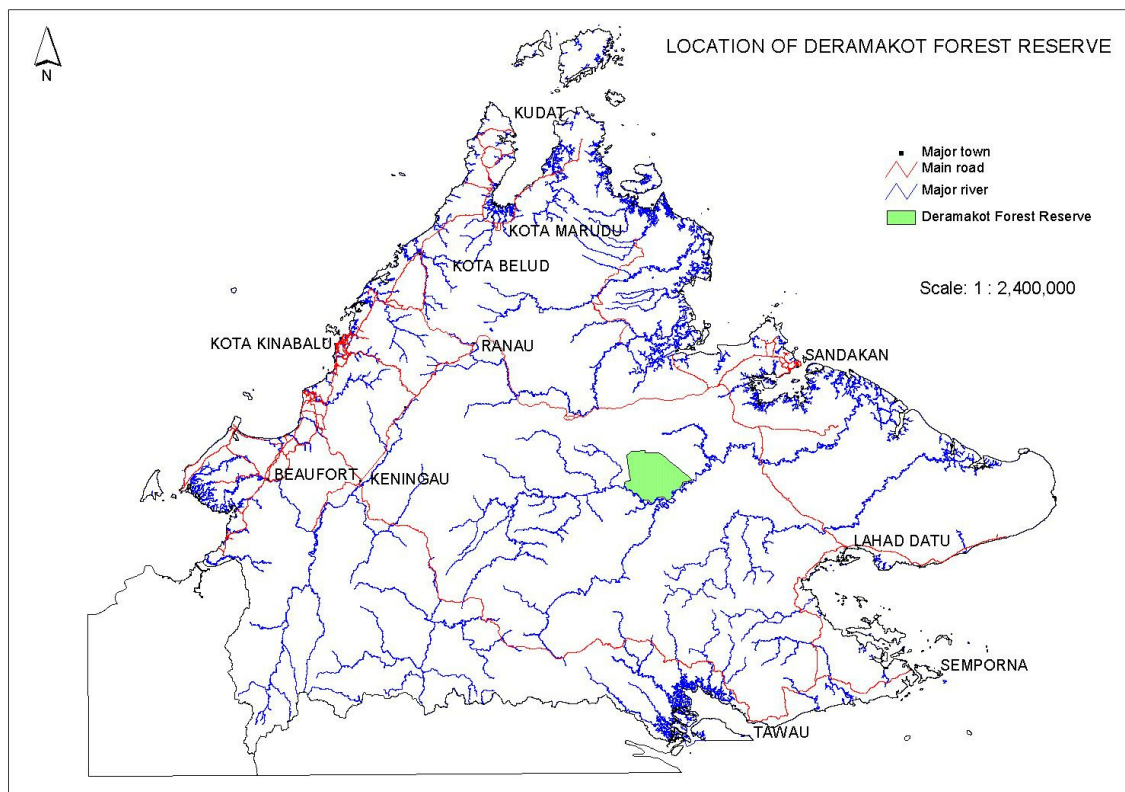 LOCATION OF DERAMAKOT FOREST RESERVE
N
KUDAT
Major town
Main road
Major river
Deramakot Forest Reserve
KOTA MARUDU
KOTA BELUD
Scale: 1 : 2,400,000
KOTA KINABALU
RANAU
SANDAKAN
BEAUFORT
KENINGAU
LAHAD DATU
SEMPORNA
TAWAU